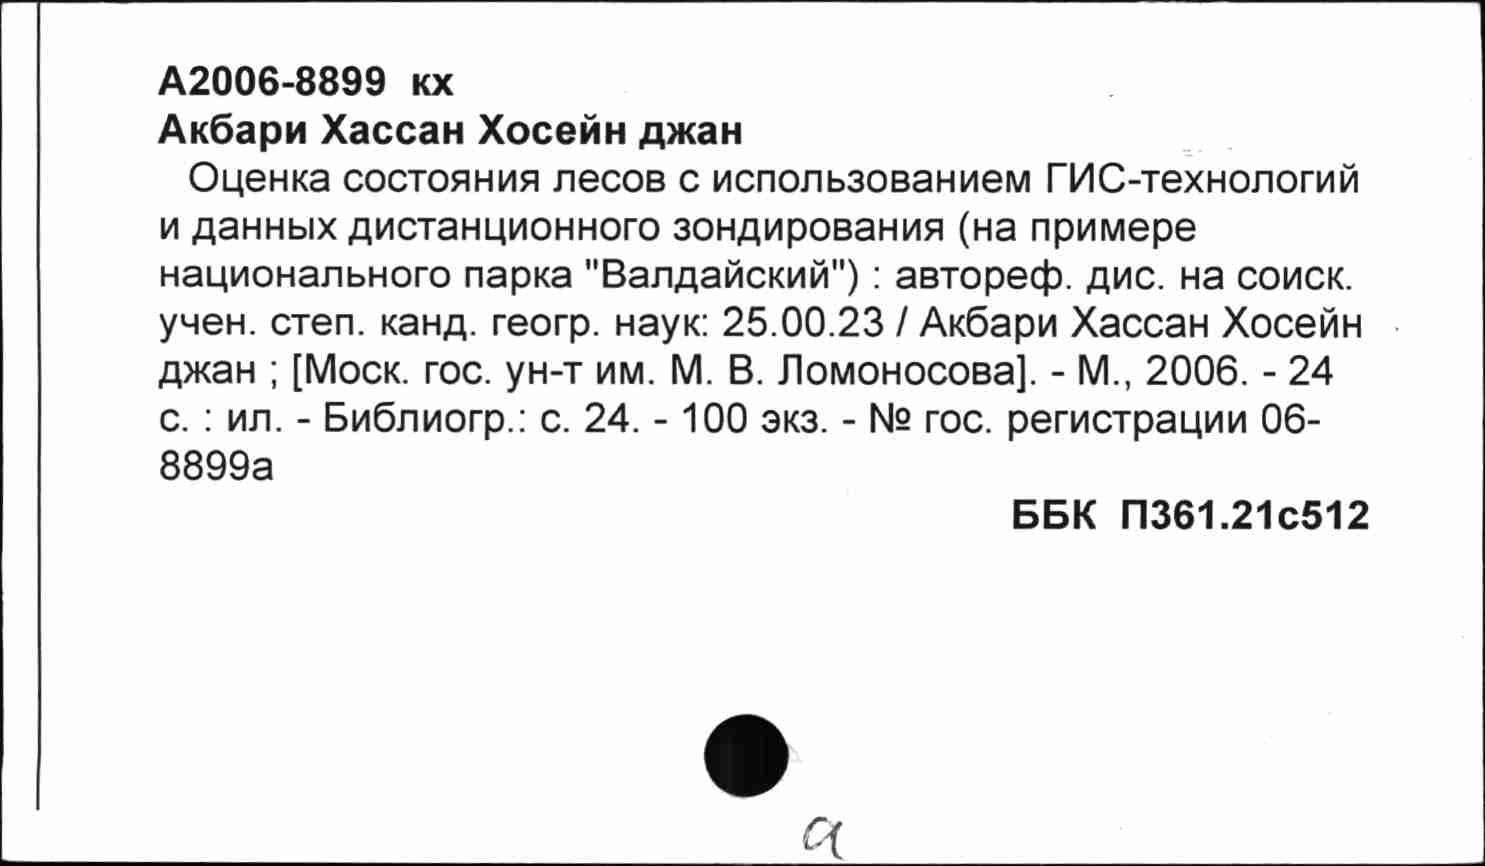 А2006-8899 кх
Акбари Хассан Хосейн джан
Оценка состояния лесов с использованием ГИС-технологий
и данных дистанционного зондирования (на примере
национального парка "Валдайский") : автореф. дис. на соиск.
учен. степ. канд. геогр. наук: 25.00.23 / Акбари Хассан Хосейн
джан ; [Моск. гос. ун-т им. М. В. Ломоносова]. - М., 2006. - 24
с. : ил. - Библиогр.: с. 24. - 100 экз. - № гос. регистрации 06-
8899а
ББК П361.21с512
а